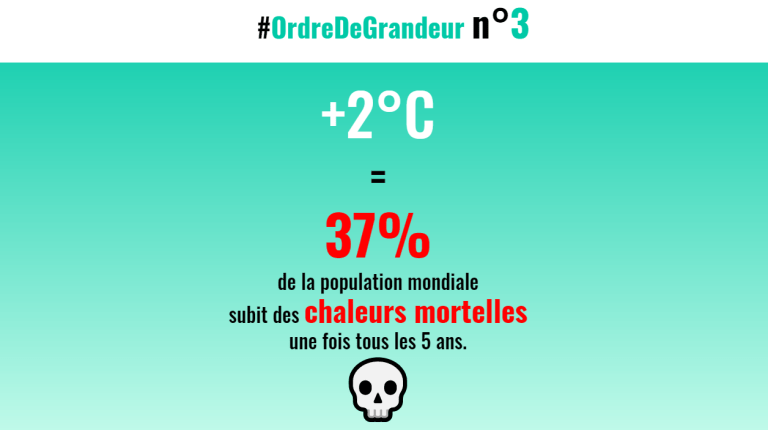 #OrdreDeGrandeur n°3
+2°C
=
37%
de la population mondiale
subit des chaleurs mortelles
une fois tous les 5 ans.